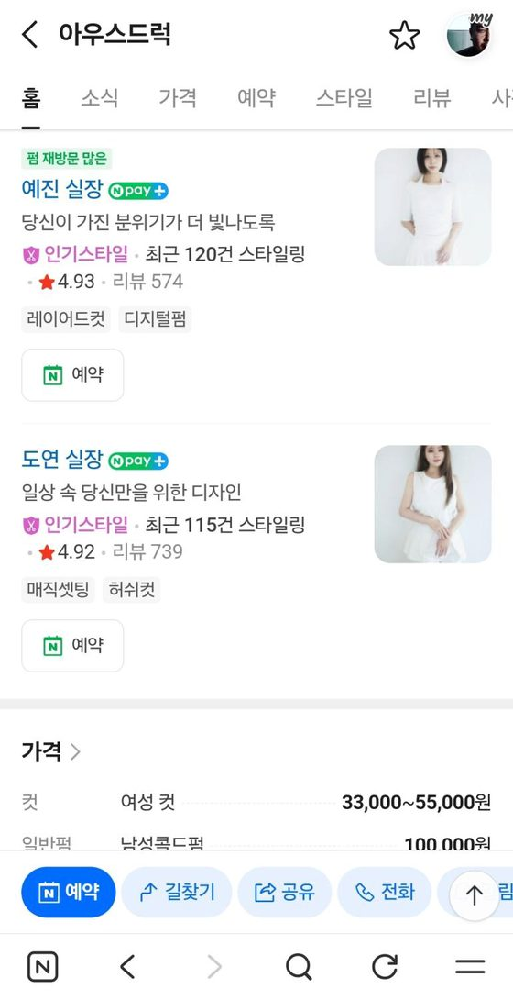 아우스드럭
my
홈 소식 가격 예약 스타일 리뷰
펌 재방문 많은
예진 실장 N pay+
당신이 가진 분위기가 더 빛나도록
인기스타일 · 최근 120건 스타일링
· ★4.93 · 리뷰 574
레이어드컷 디지털펌
N 예약
도연 실장 N pay+
일상 속 당신만을 위한 디자인
인기스타일 · 최근 115건 스타일링
· ★4.92 · 리뷰 739
매직셋팅 허쉬컷
N 예약
가격 >
컷 여성 컷 33,000~55,000원
일반펌 남성콜드펌 100,000원
N 예약 길찾기 공유 전화
N